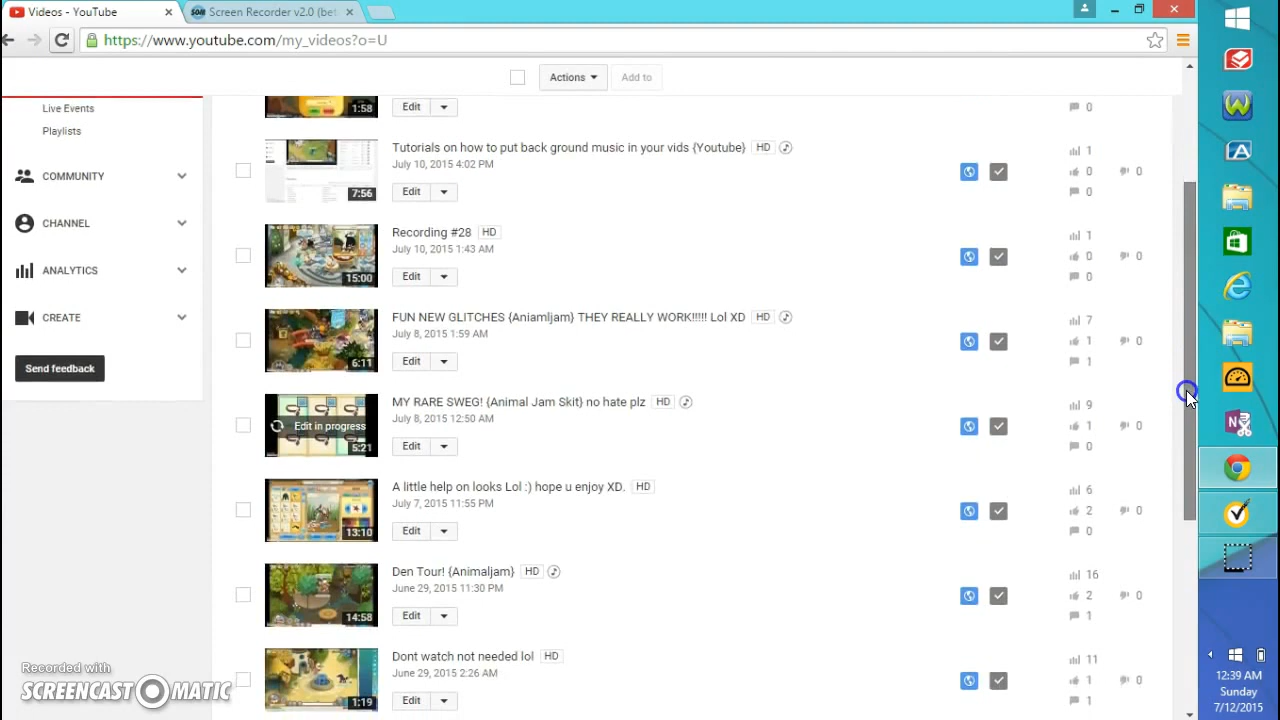 Videos - YouTube
SOM Screen Recorder v2.0 (bet
https://www.youtube.com/my_videos?o=U
Actions Add to
Live Events
Playlists
COMMUNITY
CHANNEL
ANALYTICS
CREATE
Send feedback
1:58
Edit
0
Tutorials on how to put back ground music in your vids {Youtube} HD
July 10, 2015 4:02 PM
7:56
Edit
1
0 0
0
Recording #28 HD
July 10, 2015 1:43 AM
15:00
Edit
1
0 0
0
FUN NEW GLITCHES {Aniamljam} THEY REALLY WORK!!!!! Lol XD HD
July 8, 2015 1:59 AM
6:11
Edit
7
1 0
1
MY RARE SWEG! {Animal Jam Skit} no hate plz HD
July 8, 2015 12:50 AM
Edit in progress
5:21
Edit
9
1 0
0
A little help on looks Lol :) hope u enjoy XD. HD
July 7, 2015 11:55 PM
13:10
Edit
6
2 0
0
Den Tour! {Animaljam} HD
June 29, 2015 11:30 PM
14:58
Edit
16
2 0
1
Dont watch not needed lol HD
June 29, 2015 2:26 AM
1:19
Edit
11
1 0
1
Recorded with
SCREENCAST MATIC
12:39 AM
Sunday
7/12/2015